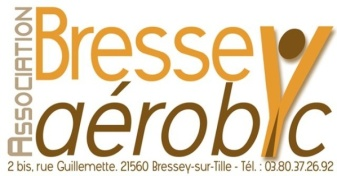 ASSOCIATION
Bressey
aérobic
2 bis, rue Guillemette. 21560 Bressey-sur-Tille - Tél. : 03.80.37.26.92